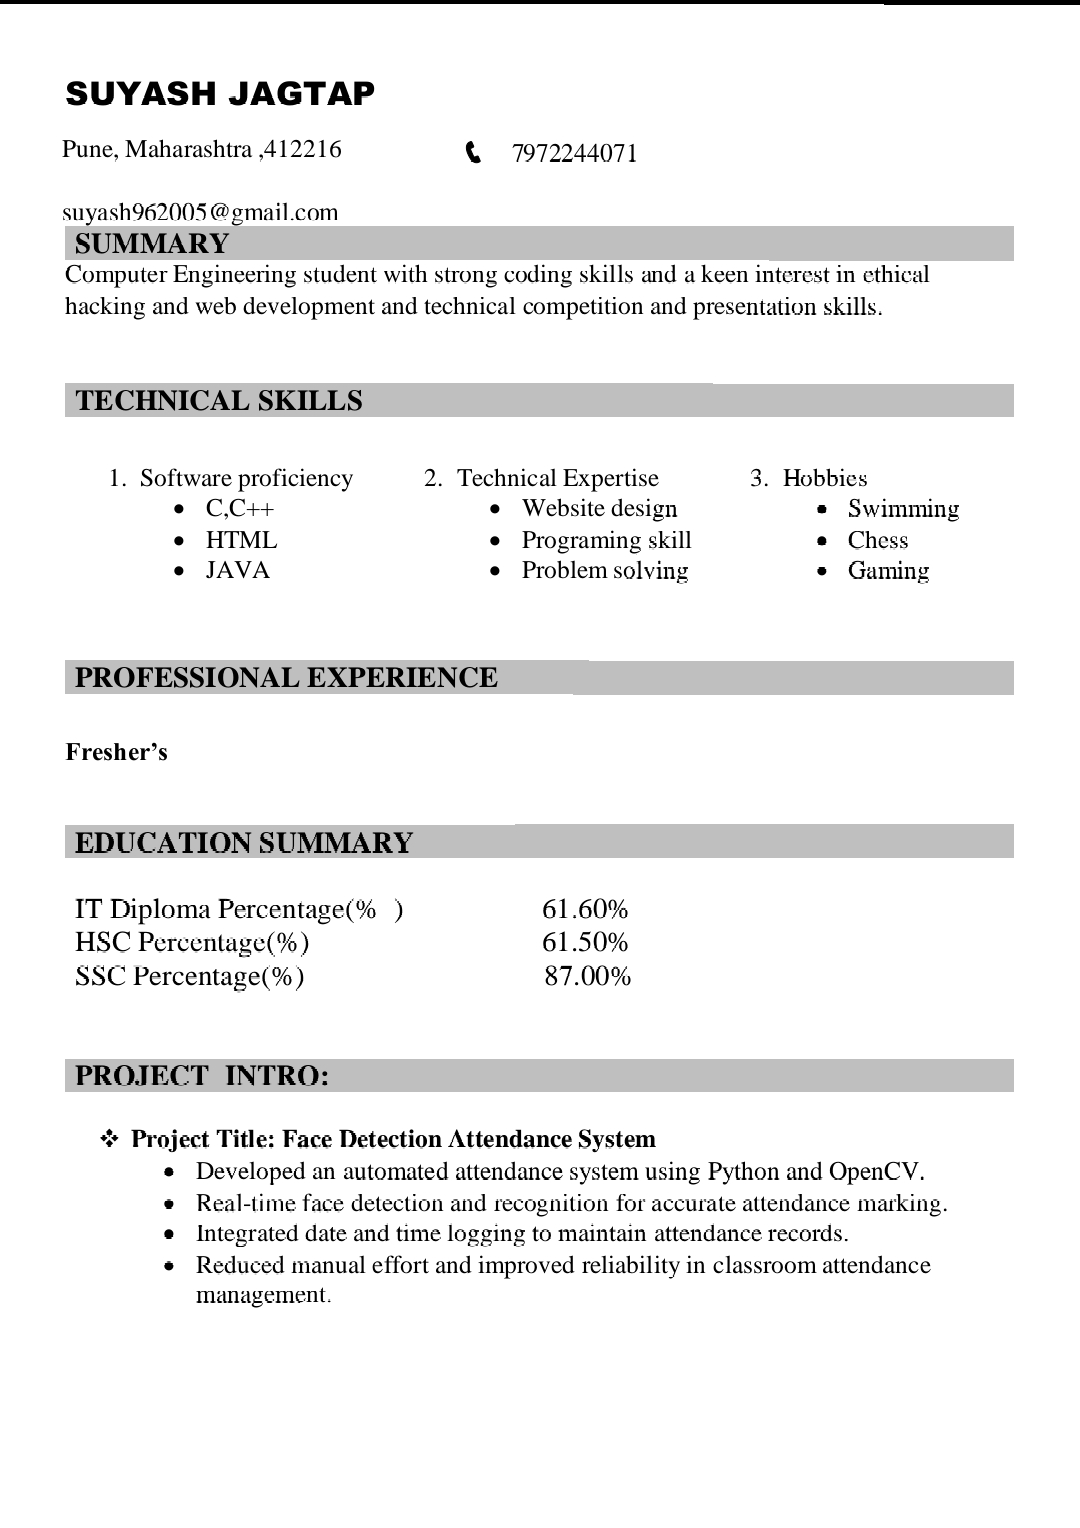 SUYASH JAGTAP
Pune, Maharashtra ,412216 7972244071
suyash962005@gmail.com
SUMMARY
Computer Engineering student with strong coding skills and a keen interest in ethical
hacking and web development and technical competition and presentation skills.
TECHNICAL SKILLS
1. Software proficiency
• C,C++
• HTML
• JAVA
2. Technical Expertise
• Website design
• Programing skill
• Problem solving
3. Hobbies
• Swimming
• Chess
• Gaming
PROFESSIONAL EXPERIENCE
Fresher’s
EDUCATION SUMMARY
IT Diploma Percentage(% ) 61.60%
HSC Percentage(%) 61.50%
SSC Percentage(%) 87.00%
PROJECT INTRO:
❖ Project Title: Face Detection Attendance System
• Developed an automated attendance system using Python and OpenCV.
• Real-time face detection and recognition for accurate attendance marking.
• Integrated date and time logging to maintain attendance records.
• Reduced manual effort and improved reliability in classroom attendance
management.